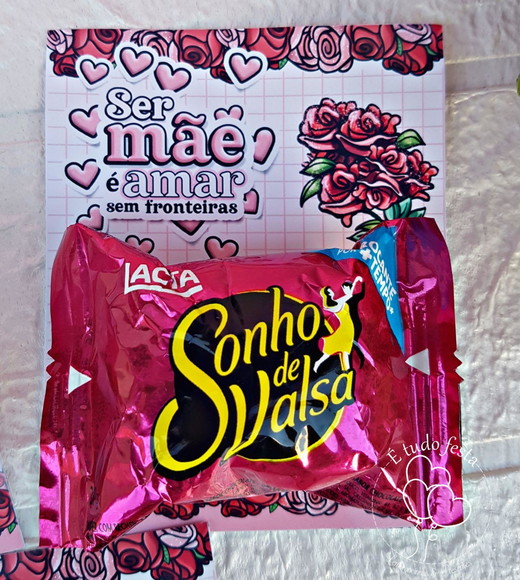 Ser
mãe
é amar
sem fronteiras
LACTA
Sonho
de
Valsa
É tudo festa